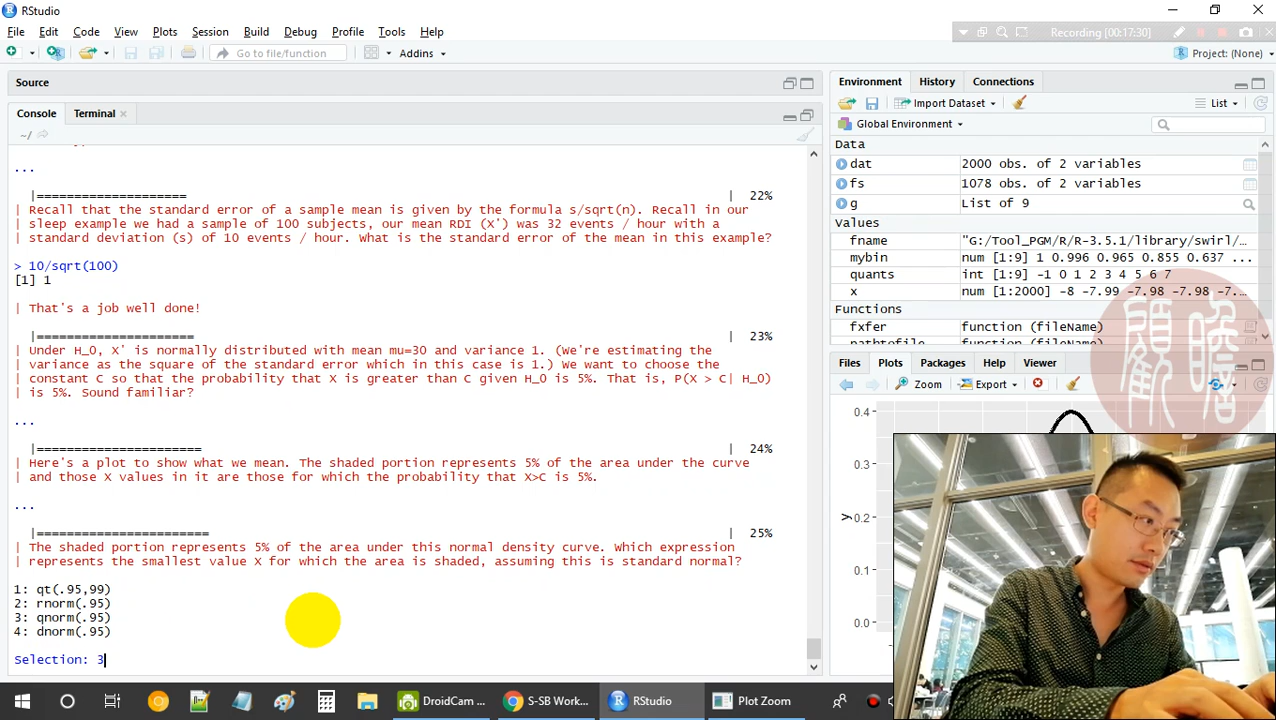 RStudio
File Edit Code View Plots Session Build Debug Profile Tools Help
Recording [00:17:30]
Go to file/function Addins Project: (None)
Source
Console Terminal
~/
...
|==================== | 22%
| Recall that the standard error of a sample mean is given by the formula s/sqrt(n). Recall in our
| sleep example we had a sample of 100 subjects, our mean RDI (X') was 32 events / hour with a
| standard deviation (s) of 10 events / hour. What is the standard error of the mean in this example?
> 10/sqrt(100)
[1] 1
| That's a job well done!
|===================== | 23%
| Under H_0, X' is normally distributed with mean mu=30 and variance 1. (We're estimating the
| variance as the square of the standard error which in this case is 1.) We want to choose the
| constant C so that the probability that X is greater than C given H_0 is 5%. That is, P(X > C| H_0)
| is 5%. Sound familiar?
...
|====================== | 24%
| Here's a plot to show what we mean. The shaded portion represents 5% of the area under the curve
| and those X values in it are those for which the probability that X>C is 5%.
...
|======================= | 25%
| The shaded portion represents 5% of the area under this normal density curve. Which expression
| represents the smallest value X for which the area is shaded, assuming this is standard normal?
1: qt(.95,99)
2: rnorm(.95)
3: qnorm(.95)
4: dnorm(.95)
Selection: 3
Environment History Connections
Import Dataset List
Global Environment
Data
dat 2000 obs. of 2 variables
fs 1078 obs. of 2 variables
g List of 9
Values
fname "G:/Tool_PGM/R/R-3.5.1/library/swirl/…
mybin num [1:9] 1 0.996 0.965 0.855 0.637 ...
quants int [1:9] -1 0 1 2 3 4 5 6 7
x num [1:2000] -8 -7.99 -7.98 -7.98 -7.…
Functions
fxfer function (fileName)
Files Plots Packages Help Viewer
Zoom Export
0.4
0.3
0.2
0.1
0.0
y
DroidCam ... S-SB Work... RStudio Plot Zoom